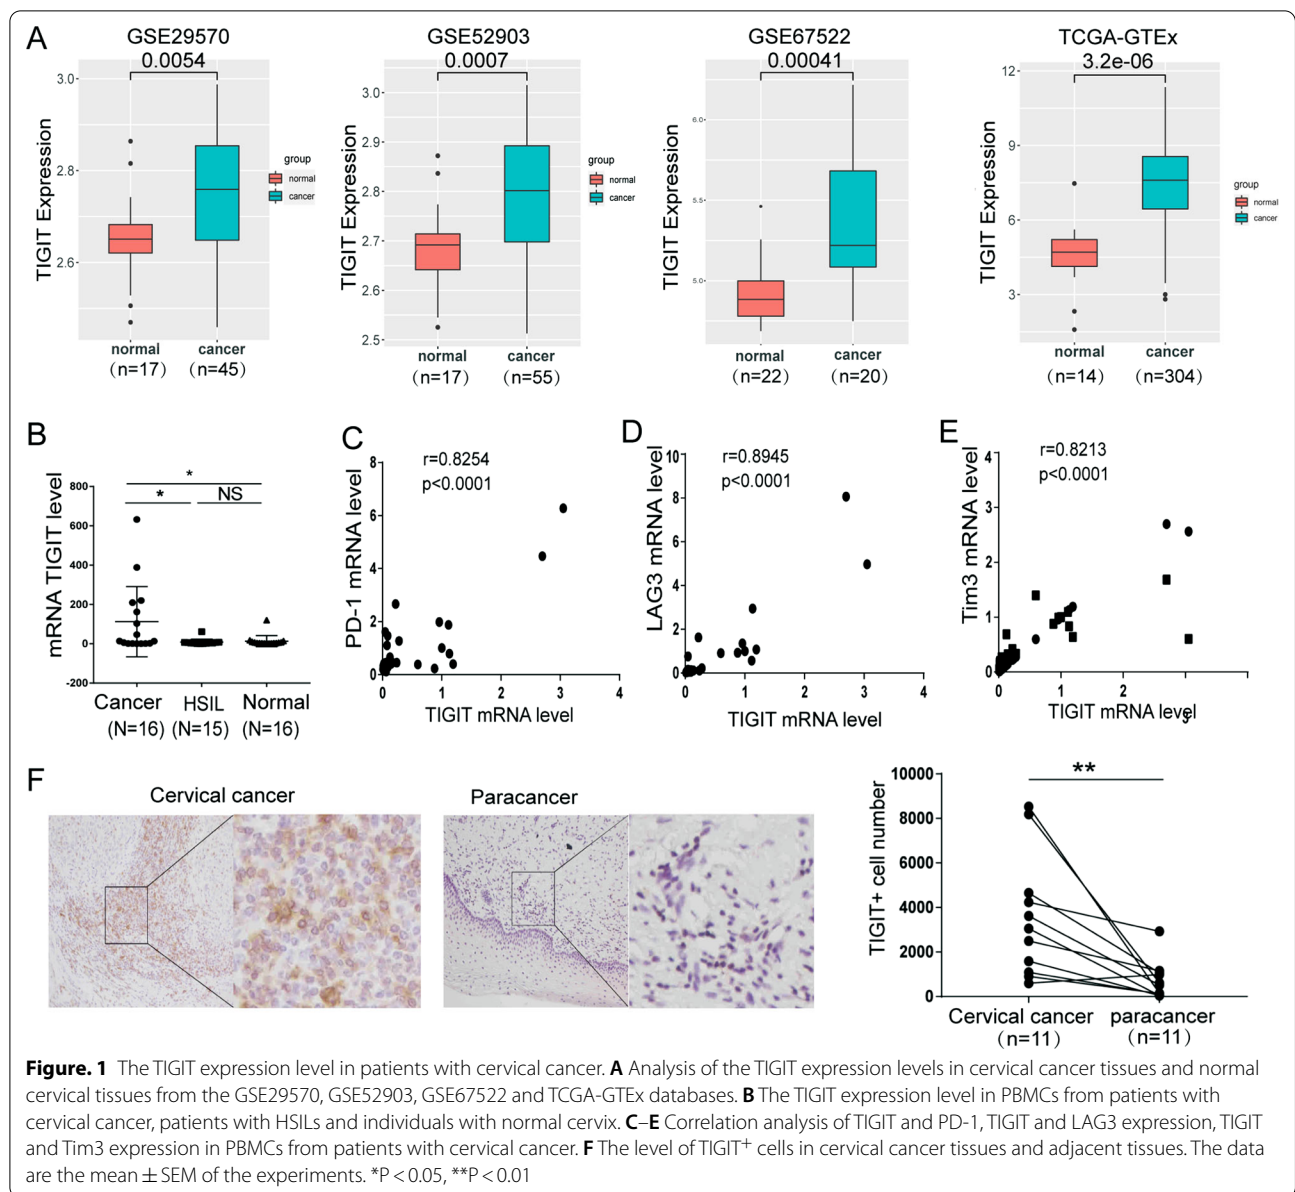 A
GSE29570
0.0054
TIGIT Expression
3.0
2.8
2.6
normal
cancer
(n=17)
(n=45)
group
normal
cancer
GSE52903
0.0007
TIGIT Expression
3.0
2.9
2.8
2.7
2.6
2.5
normal
cancer
(n=17)
(n=55)
group
normal
cancer
GSE67522
0.00041
TIGIT Expression
6.0
5.5
5.0
normal
cancer
(n=22)
(n=20)
TCGA-GTEx
3.2e-06
TIGIT Expression
12
9
6
3
normal
cancer
(n=14)
(n=304)
group
normal
cancer
B
mRNA TIGIT level
800
600
400
200
0
-200
*
*
NS
Cancer
HSIL
Normal
(N=16)
(N=15)
(N=16)
C
r=0.8254
p<0.0001
PD-1 mRNA level
8
6
4
2
0
0
1
2
3
4
TIGIT mRNA level
D
r=0.8945
p<0.0001
LAG3 mRNA level
10
8
6
4
2
0
0
1
2
3
4
TIGIT mRNA level
E
r=0.8213
p<0.0001
Tim3 mRNA level
4
3
2
1
0
0
1
2
3
TIGIT mRNA level
F
Cervical cancer
Paracancer
TIGIT+ cell number
10000
8000
6000
4000
2000
0
**
Cervical cancer
paracancer
(n=11)
(n=11)
Figure. 1 The TIGIT expression level in patients with cervical cancer. A Analysis of the TIGIT expression levels in cervical cancer tissues and normal
cervical tissues from the GSE29570, GSE52903, GSE67522 and TCGA-GTEx databases. B The TIGIT expression level in PBMCs from patients with
cervical cancer, patients with HSILs and individuals with normal cervix. C–E Correlation analysis of TIGIT and PD-1, TIGIT and LAG3 expression, TIGIT
and Tim3 expression in PBMCs from patients with cervical cancer. F The level of TIGIT+ cells in cervical cancer tissues and adjacent tissues. The data
are the mean ± SEM of the experiments. *P < 0.05, **P < 0.01